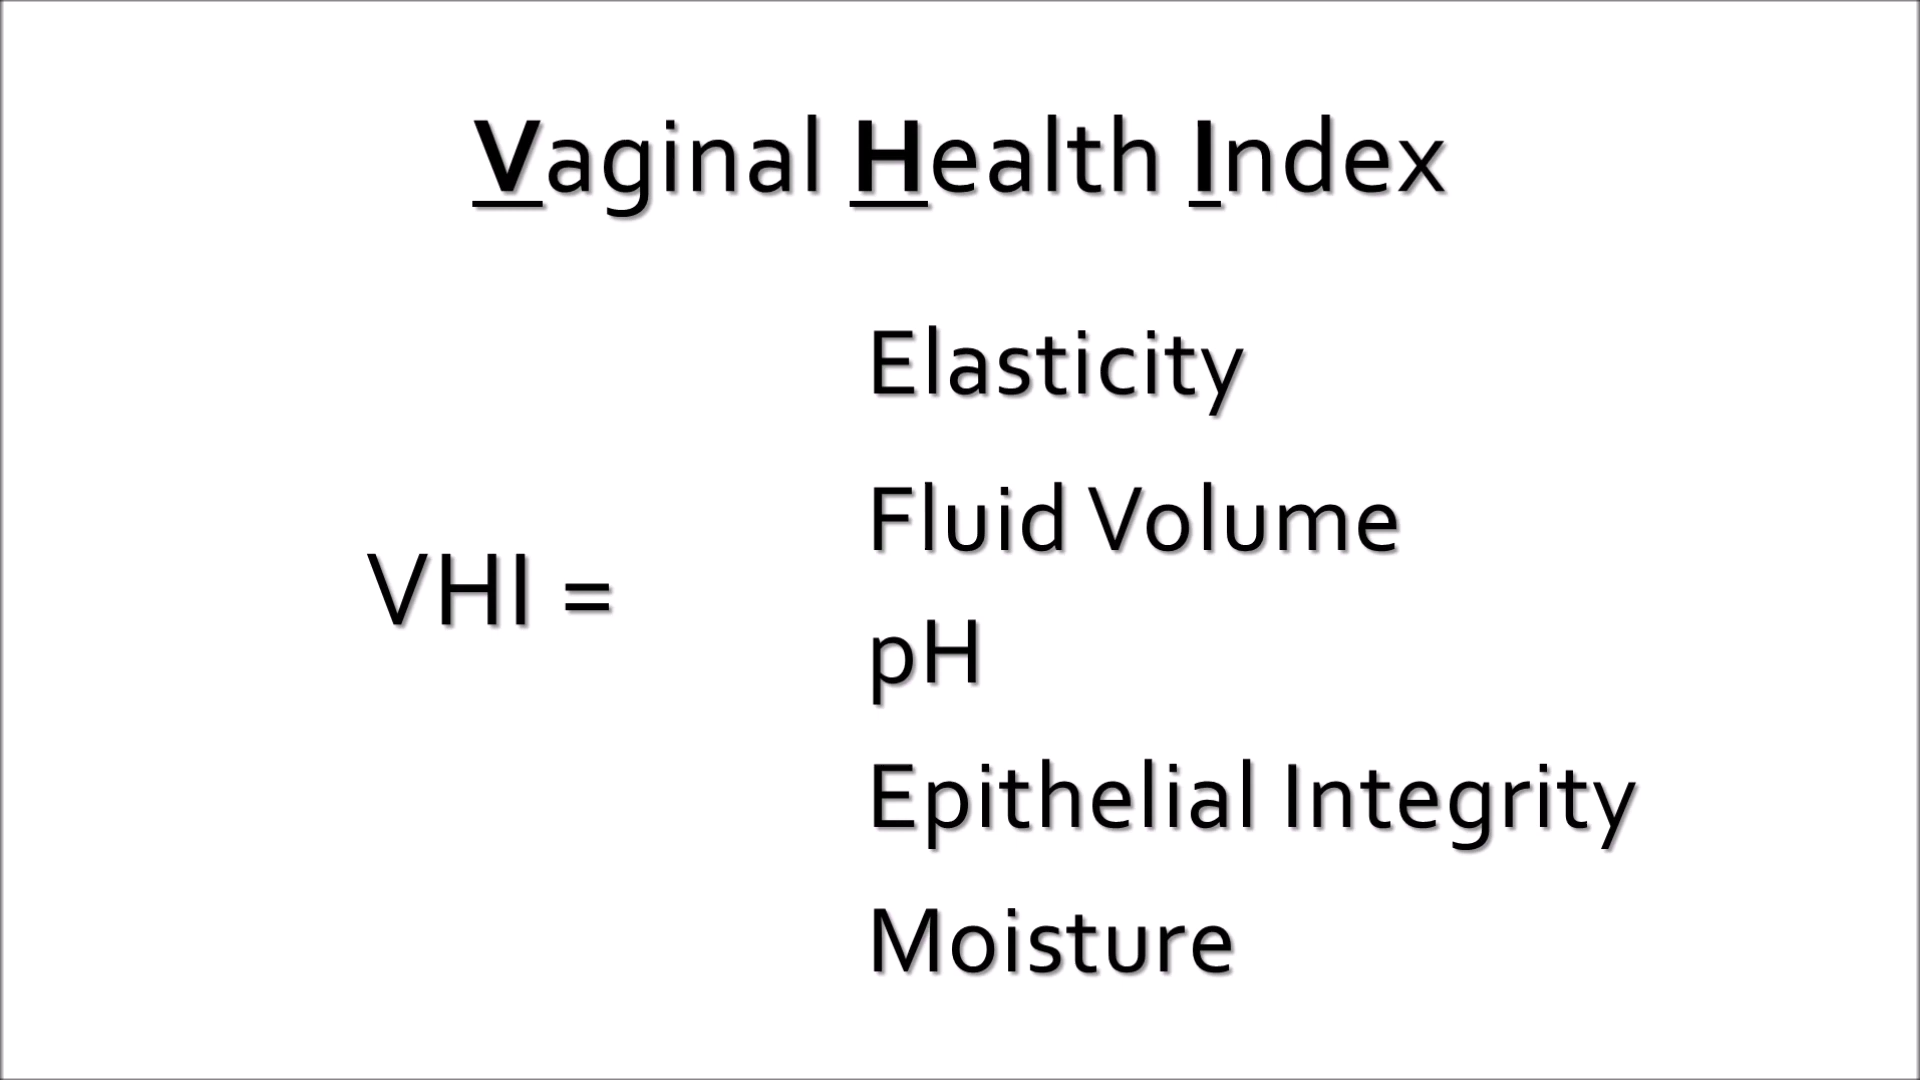 Vaginal Health Index
Elasticity
Fluid Volume
VHI =
pH
Epithelial Integrity
Moisture